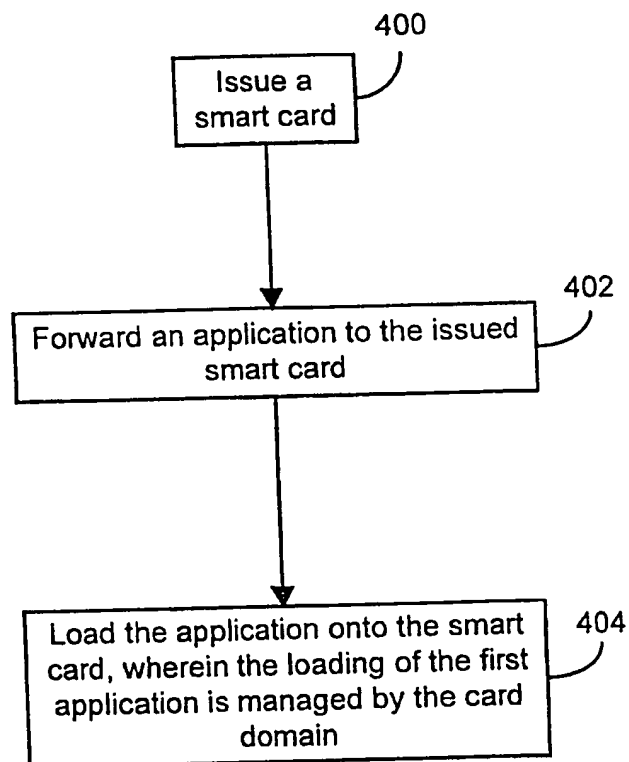 400
Issue a
smart card
402
Forward an application to the issued
smart card
404
Load the application onto the smart
card, wherein the loading of the first
application is managed by the card
domain